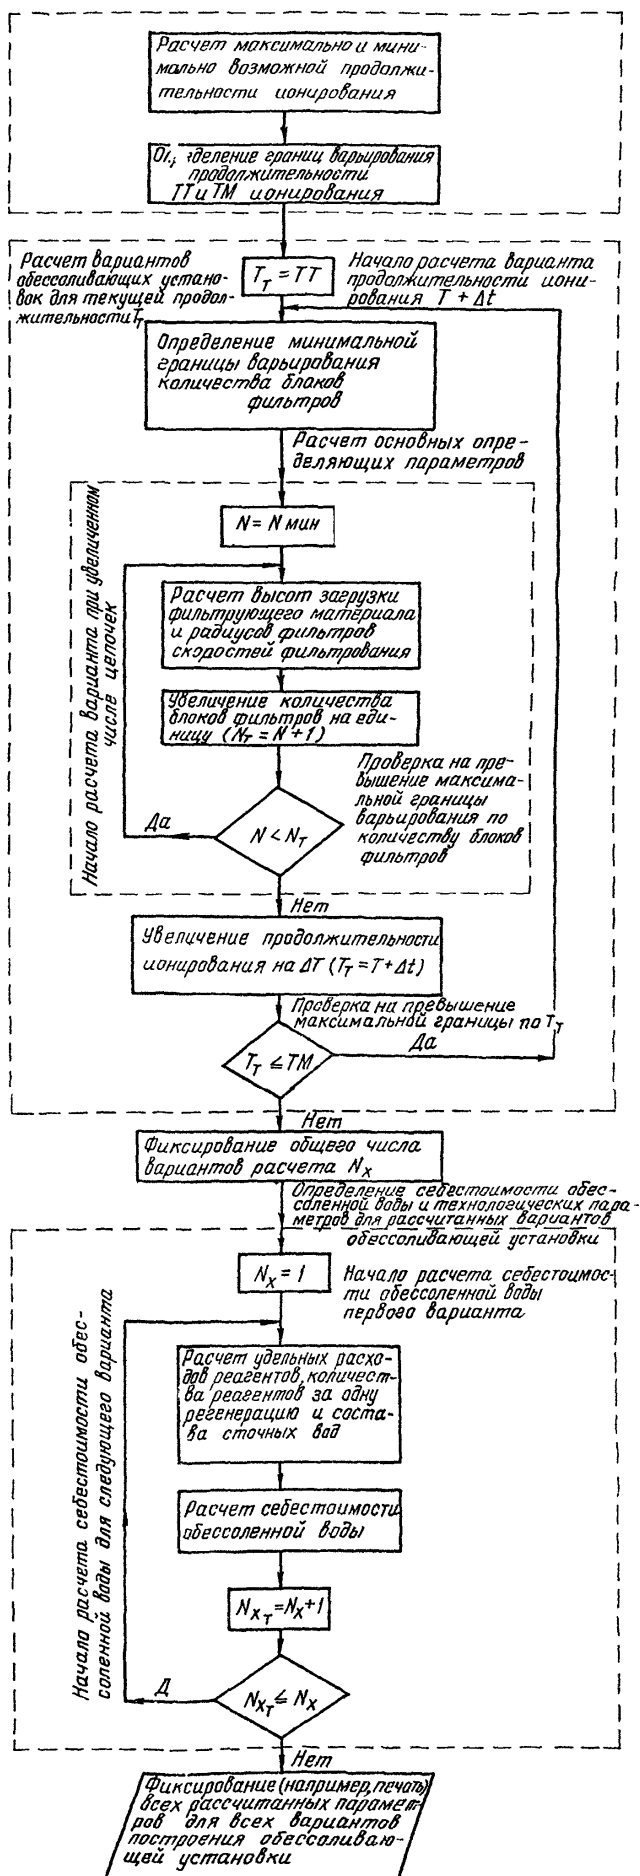 Расчет максимально и мини-
мально возможной продолжи-
тельности ионирования
деление границ варьирования
продолжительности
ТТ и ТМ ионирования
Расчет вариантов
обессоливающих устано-
вок для текущей продол-
жительности Tт
Tт = TT
Начало расчета варианта
продолжительности иони-
рования T + Δt
Определение минимальной
границы варьирования
количества блоков
фильтров
Расчет основных опре-
деляющих параметров
Начало расчета варианта при увеличенном
числе цепочек
N = N мин
Расчет высот загрузки
фильтрующего материала
и радиусов фильтров
скоростей фильтрования
Увеличение количества
блоков фильтров на еди-
ницу (Nт = N + 1)
Проверка на пре-
вышение максима-
льной границы
варьирования по
количеству блоков
фильтров
Да
N < Nт
Нет
Увеличение продолжительности
ионирования на ΔT (Tт = T + Δt)
Проверка на превышение
максимальной границы по Tт
Да
Tт ≤ TM
Нет
Фиксирование общего числа
вариантов расчета Nx
Определение себестоимости обес-
соленной воды и технологических пара-
метров для рассчитанных вариантов
обессоливающей установки
Начало расчета себестоимости обес-
соленной воды для следующего варианта
Nx = 1
Начало расчета себестоимос-
ти обессоленной воды
первого варианта
Расчет удельных расхо-
дов реагентов, количест-
ва реагентов за одну
регенерацию и соста-
ва сточных вод
Расчет себестоимости
обессоленной воды
Nxт = Nx + 1
Д
Nxт ≤ Nx
Нет
Фиксирование (например, печать)
всех рассчитанных парамет-
ров для всех вариантов
построения обессоливаю-
щей установки